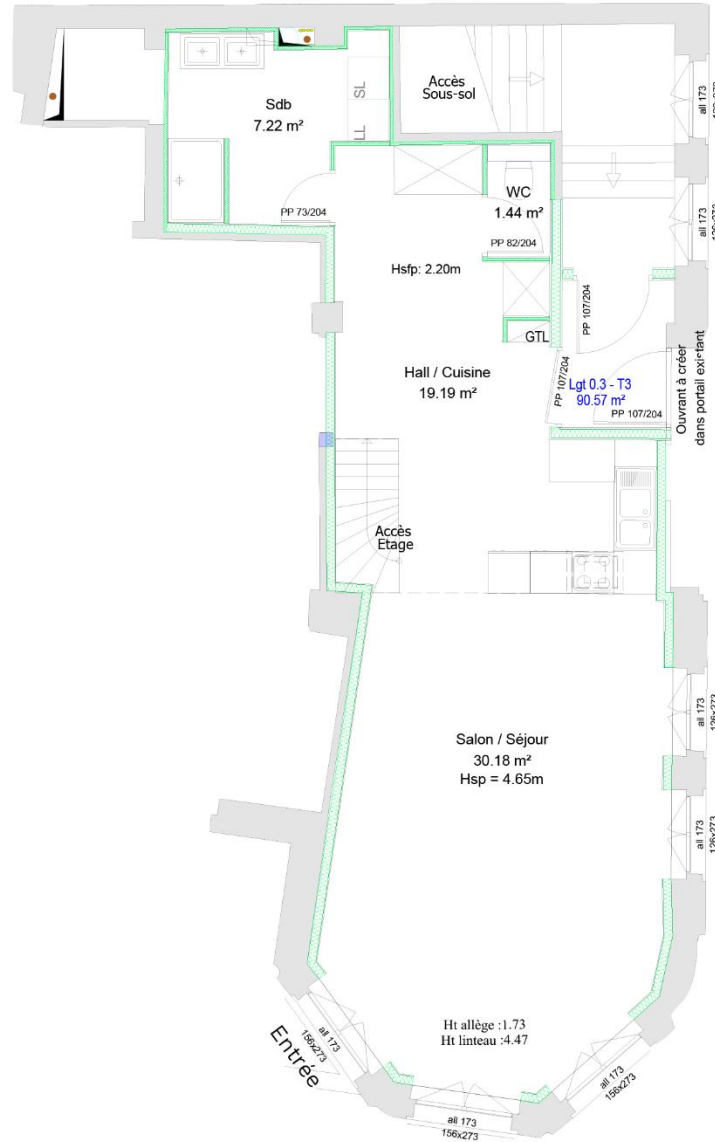 Accès
Sous-sol
all 173
Sdb
7.22 m²
SL
LL
WC
1.44 m²
PP 73/204
PP 82/204
all 173
126x273
Hsfp: 2.20m
PP 107/204
GTL
Hall / Cuisine
19.19 m²
PP 107/204
Lgt 0.3 - T3
90.57 m²
PP 107/204
Ouvrant à créer
dans portail existant
Accès
Etage
all 173
126x273
Salon / Séjour
30.18 m²
Hsp = 4.65m
all 173
126x273
Ht allège :1.73
Ht linteau :4.47
all 173
156x273
Entrée
all 173
156x273
all 173
156x273